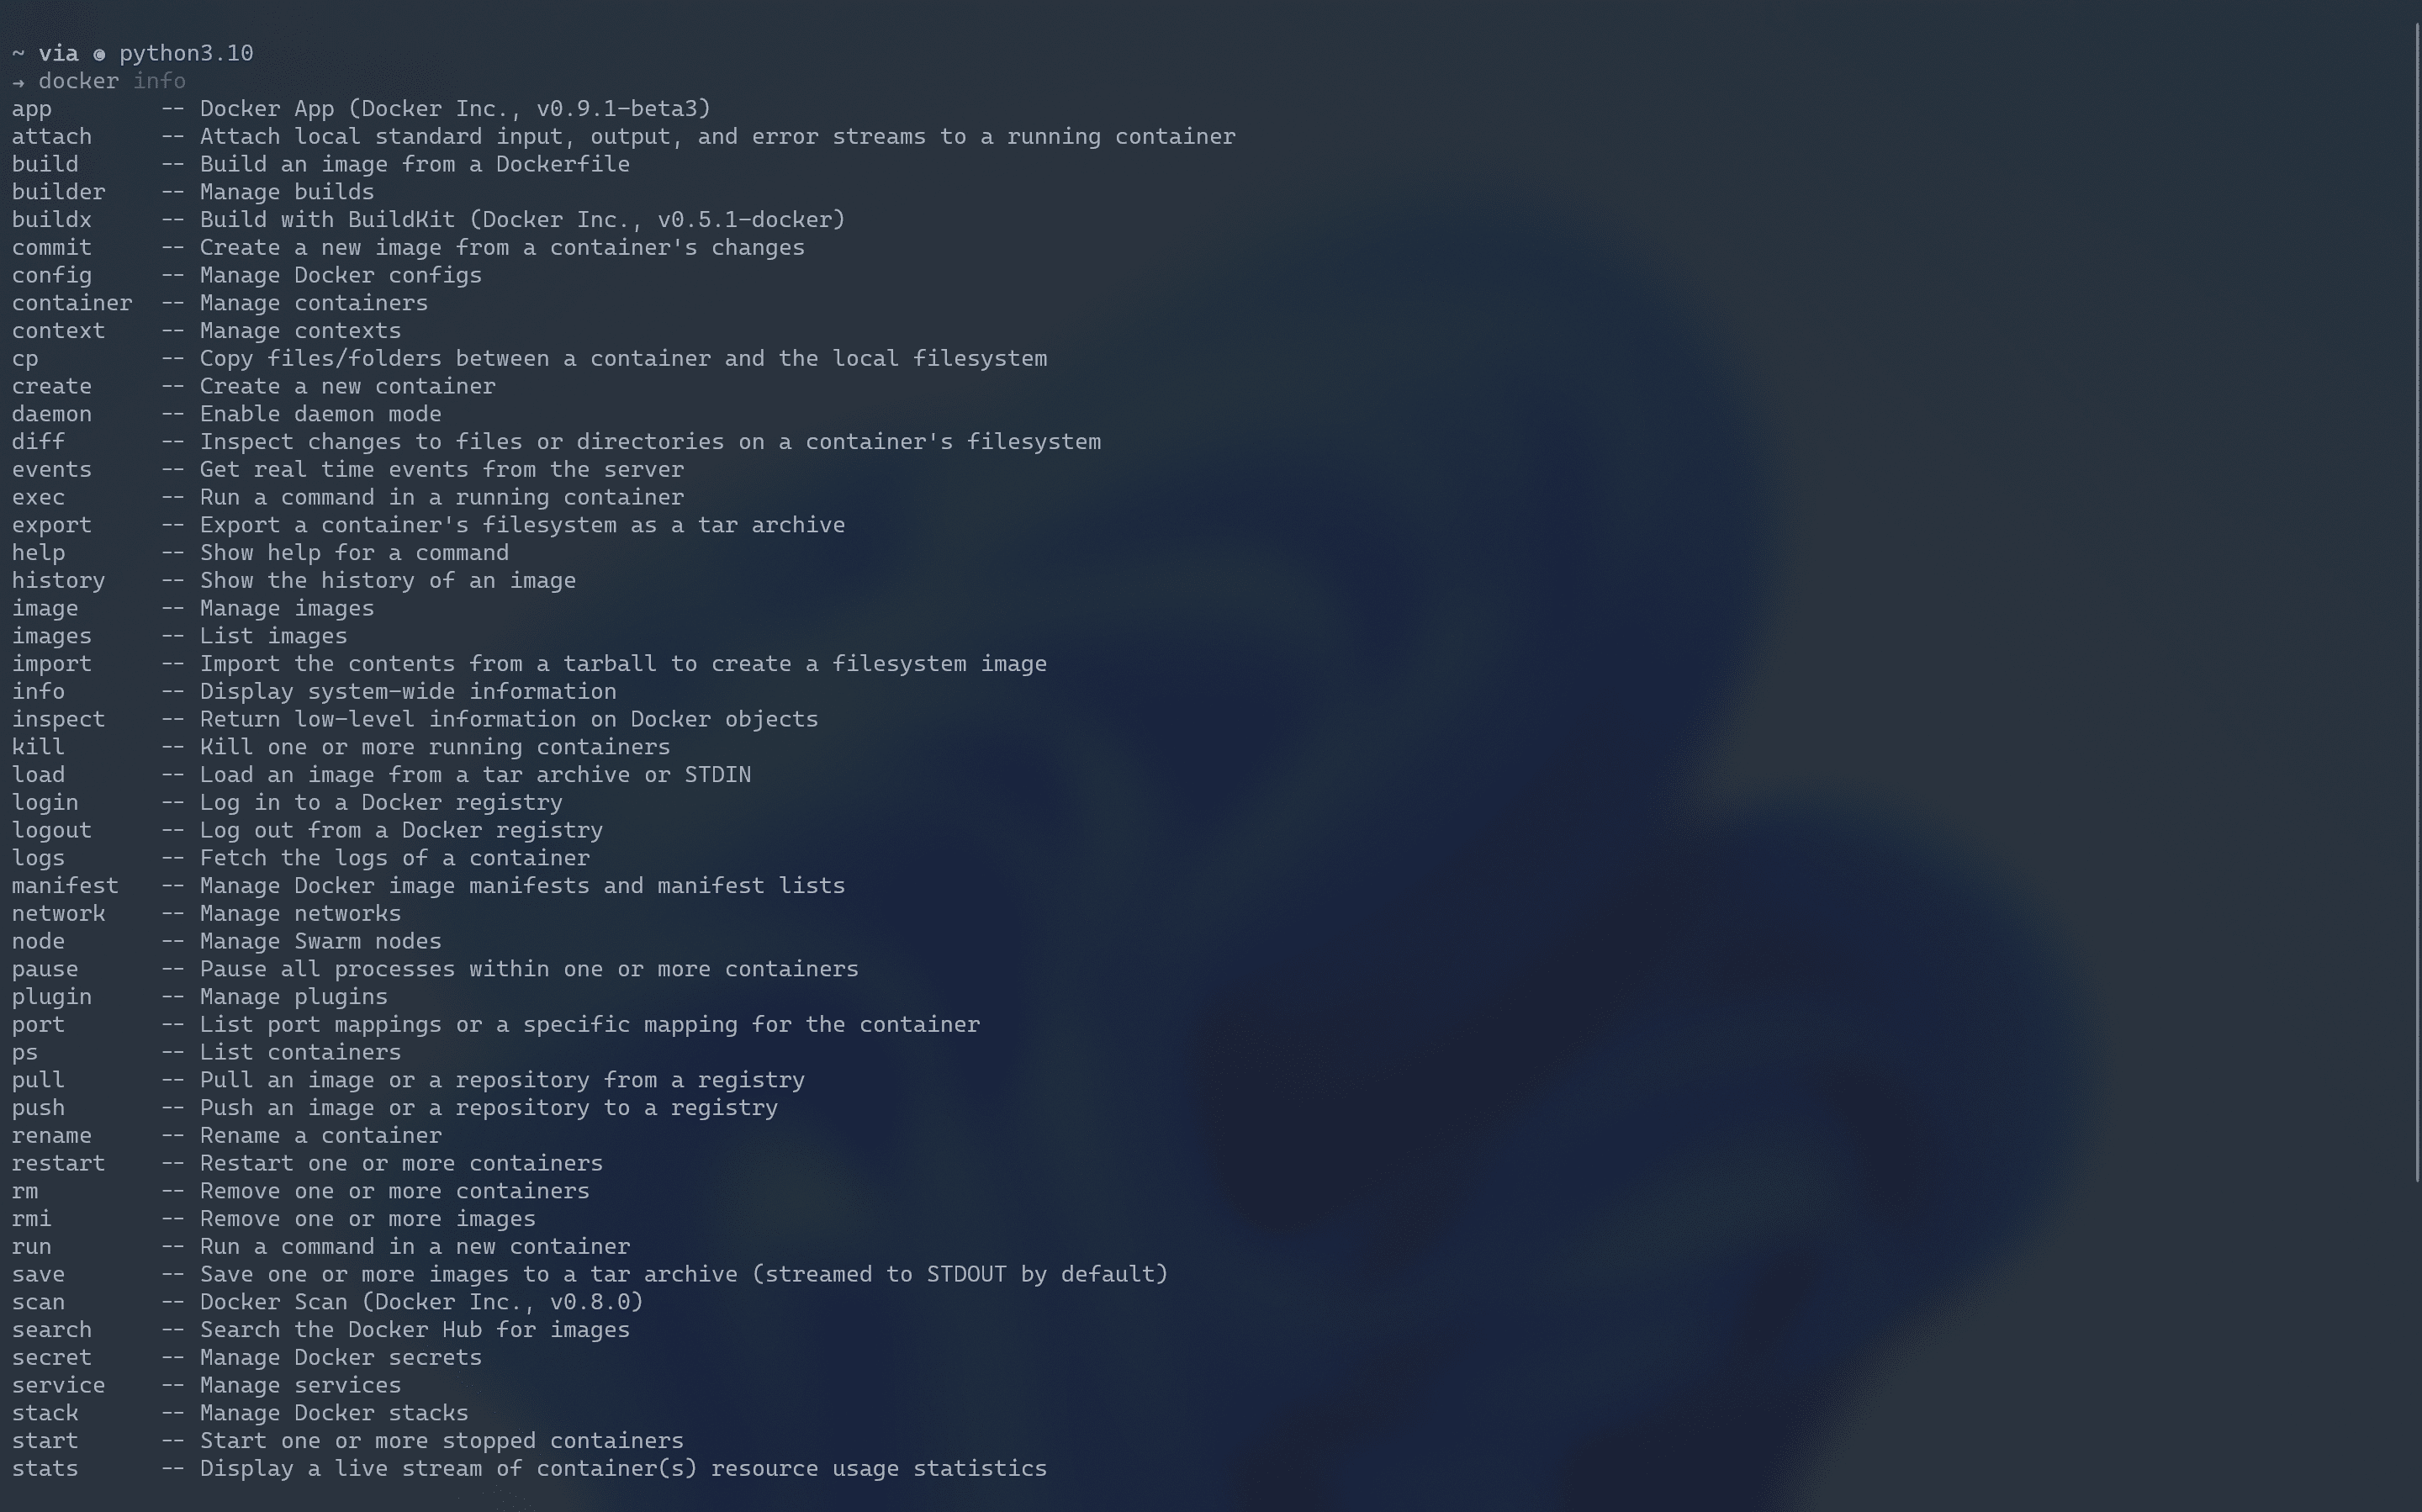 ~ via ◉ python3.10
→ docker info
app        -- Docker App (Docker Inc., v0.9.1-beta3)
attach     -- Attach local standard input, output, and error streams to a running container
build      -- Build an image from a Dockerfile
builder    -- Manage builds
buildx     -- Build with BuildKit (Docker Inc., v0.5.1-docker)
commit     -- Create a new image from a container's changes
config     -- Manage Docker configs
container  -- Manage containers
context    -- Manage contexts
cp         -- Copy files/folders between a container and the local filesystem
create     -- Create a new container
daemon     -- Enable daemon mode
diff       -- Inspect changes to files or directories on a container's filesystem
events     -- Get real time events from the server
exec       -- Run a command in a running container
export     -- Export a container's filesystem as a tar archive
help       -- Show help for a command
history    -- Show the history of an image
image      -- Manage images
images     -- List images
import     -- Import the contents from a tarball to create a filesystem image
info       -- Display system-wide information
inspect    -- Return low-level information on Docker objects
kill       -- Kill one or more running containers
load       -- Load an image from a tar archive or STDIN
login      -- Log in to a Docker registry
logout     -- Log out from a Docker registry
logs       -- Fetch the logs of a container
manifest   -- Manage Docker image manifests and manifest lists
network    -- Manage networks
node       -- Manage Swarm nodes
pause      -- Pause all processes within one or more containers
plugin     -- Manage plugins
port       -- List port mappings or a specific mapping for the container
ps         -- List containers
pull       -- Pull an image or a repository from a registry
push       -- Push an image or a repository to a registry
rename     -- Rename a container
restart    -- Restart one or more containers
rm         -- Remove one or more containers
rmi        -- Remove one or more images
run        -- Run a command in a new container
save       -- Save one or more images to a tar archive (streamed to STDOUT by default)
scan       -- Docker Scan (Docker Inc., v0.8.0)
search     -- Search the Docker Hub for images
secret     -- Manage Docker secrets
service    -- Manage services
stack      -- Manage Docker stacks
start      -- Start one or more stopped containers
stats      -- Display a live stream of container(s) resource usage statistics